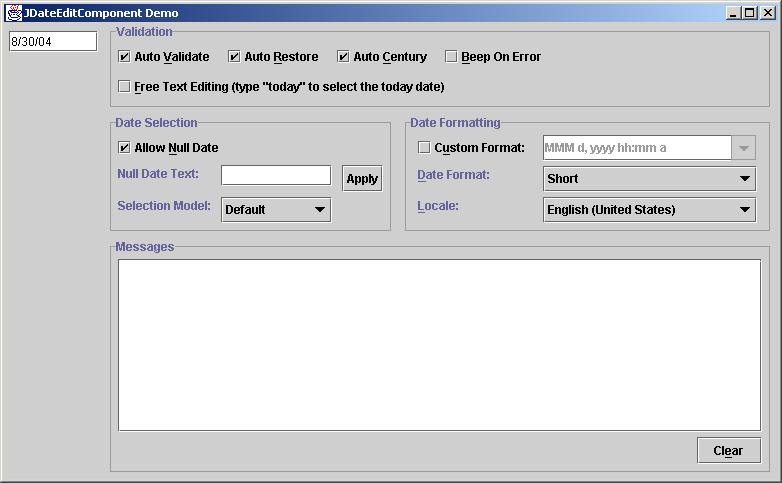 JDateEditComponent Demo
8/30/04
Validation
Auto Validate Auto Restore Auto Century Beep On Error
Free Text Editing (type "today" to select the today date)
Date Selection
Allow Null Date
Null Date Text: Apply
Selection Model: Default
Date Formatting
Custom Format: MMM d, yyyy hh:mm a
Date Format: Short
Locale: English (United States)
Messages
Clear